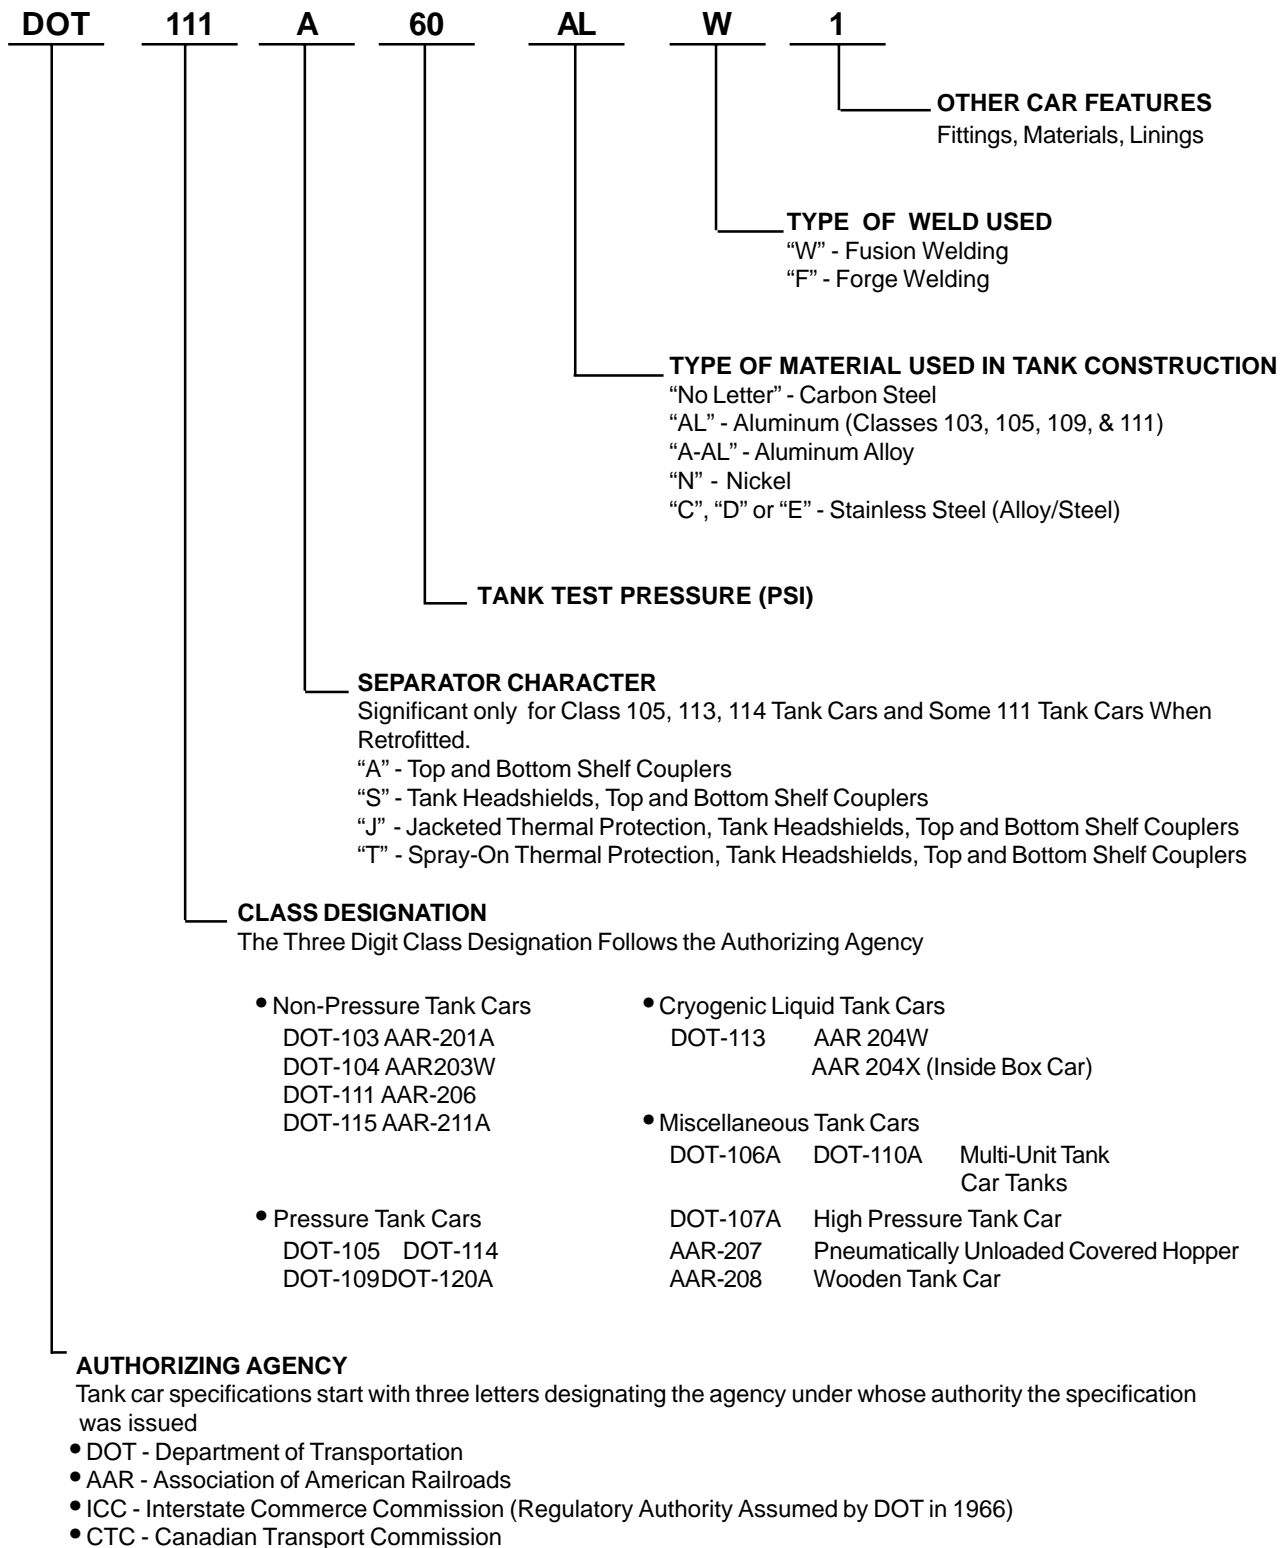 DOT 111 A 60 AL W 1
OTHER CAR FEATURES
Fittings, Materials, Linings
TYPE OF WELD USED
“W” - Fusion Welding
“F” - Forge Welding
TYPE OF MATERIAL USED IN TANK CONSTRUCTION
“No Letter” - Carbon Steel
“AL” - Aluminum (Classes 103, 105, 109, & 111)
“A-AL” - Aluminum Alloy
“N” - Nickel
“C”, “D” or “E” - Stainless Steel (Alloy/Steel)
TANK TEST PRESSURE (PSI)
SEPARATOR CHARACTER
Significant only for Class 105, 113, 114 Tank Cars and Some 111 Tank Cars When
Retrofitted.
“A” - Top and Bottom Shelf Couplers
“S” - Tank Headshields, Top and Bottom Shelf Couplers
“J” - Jacketed Thermal Protection, Tank Headshields, Top and Bottom Shelf Couplers
“T” - Spray-On Thermal Protection, Tank Headshields, Top and Bottom Shelf Couplers
CLASS DESIGNATION
The Three Digit Class Designation Follows the Authorizing Agency
• Non-Pressure Tank Cars
DOT-103 AAR-201A
DOT-104 AAR203W
DOT-111 AAR-206
DOT-115 AAR-211A
• Pressure Tank Cars
DOT-105 DOT-114
DOT-109DOT-120A
• Cryogenic Liquid Tank Cars
DOT-113 AAR 204W
AAR 204X (Inside Box Car)
• Miscellaneous Tank Cars
DOT-106A DOT-110A Multi-Unit Tank
Car Tanks
DOT-107A High Pressure Tank Car
AAR-207 Pneumatically Unloaded Covered Hopper
AAR-208 Wooden Tank Car
AUTHORIZING AGENCY
Tank car specifications start with three letters designating the agency under whose authority the specification
was issued
• DOT - Department of Transportation
• AAR - Association of American Railroads
• ICC - Interstate Commerce Commission (Regulatory Authority Assumed by DOT in 1966)
• CTC - Canadian Transport Commission